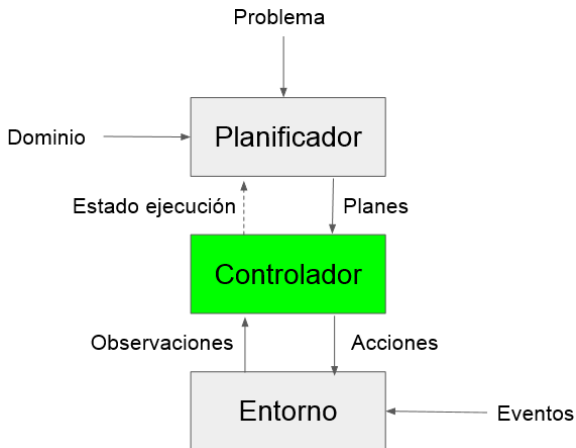 Problema
Dominio
Planificador
Estado ejecución
Planes
Controlador
Observaciones
Acciones
Entorno
Eventos